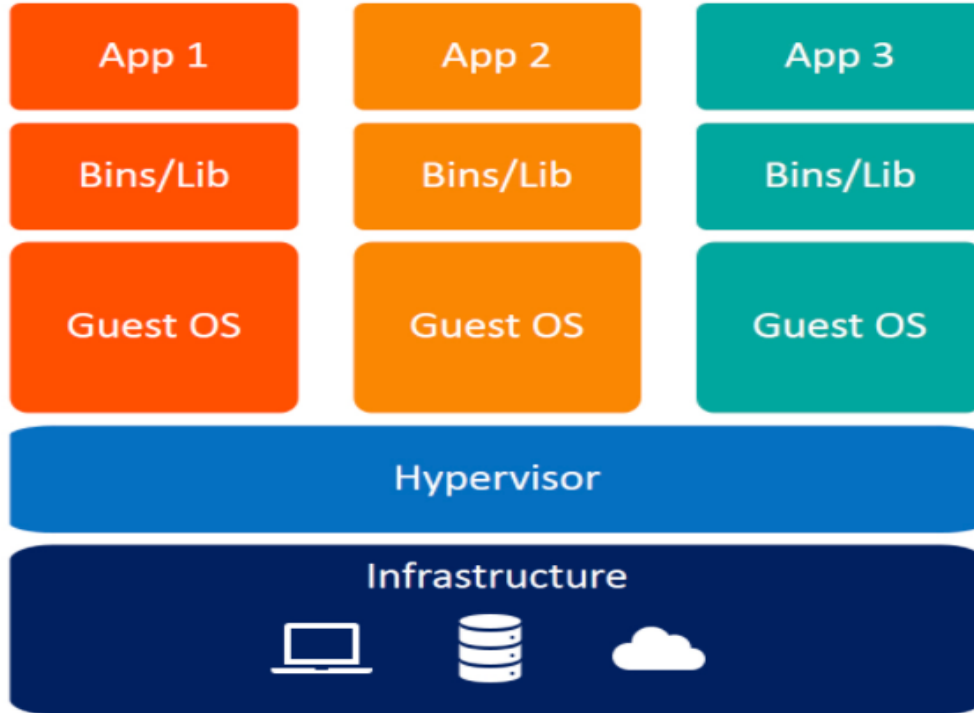 App 1
App 2
App 3
Bins/Lib
Bins/Lib
Bins/Lib
Guest OS
Guest OS
Guest OS
Hypervisor
Infrastructure